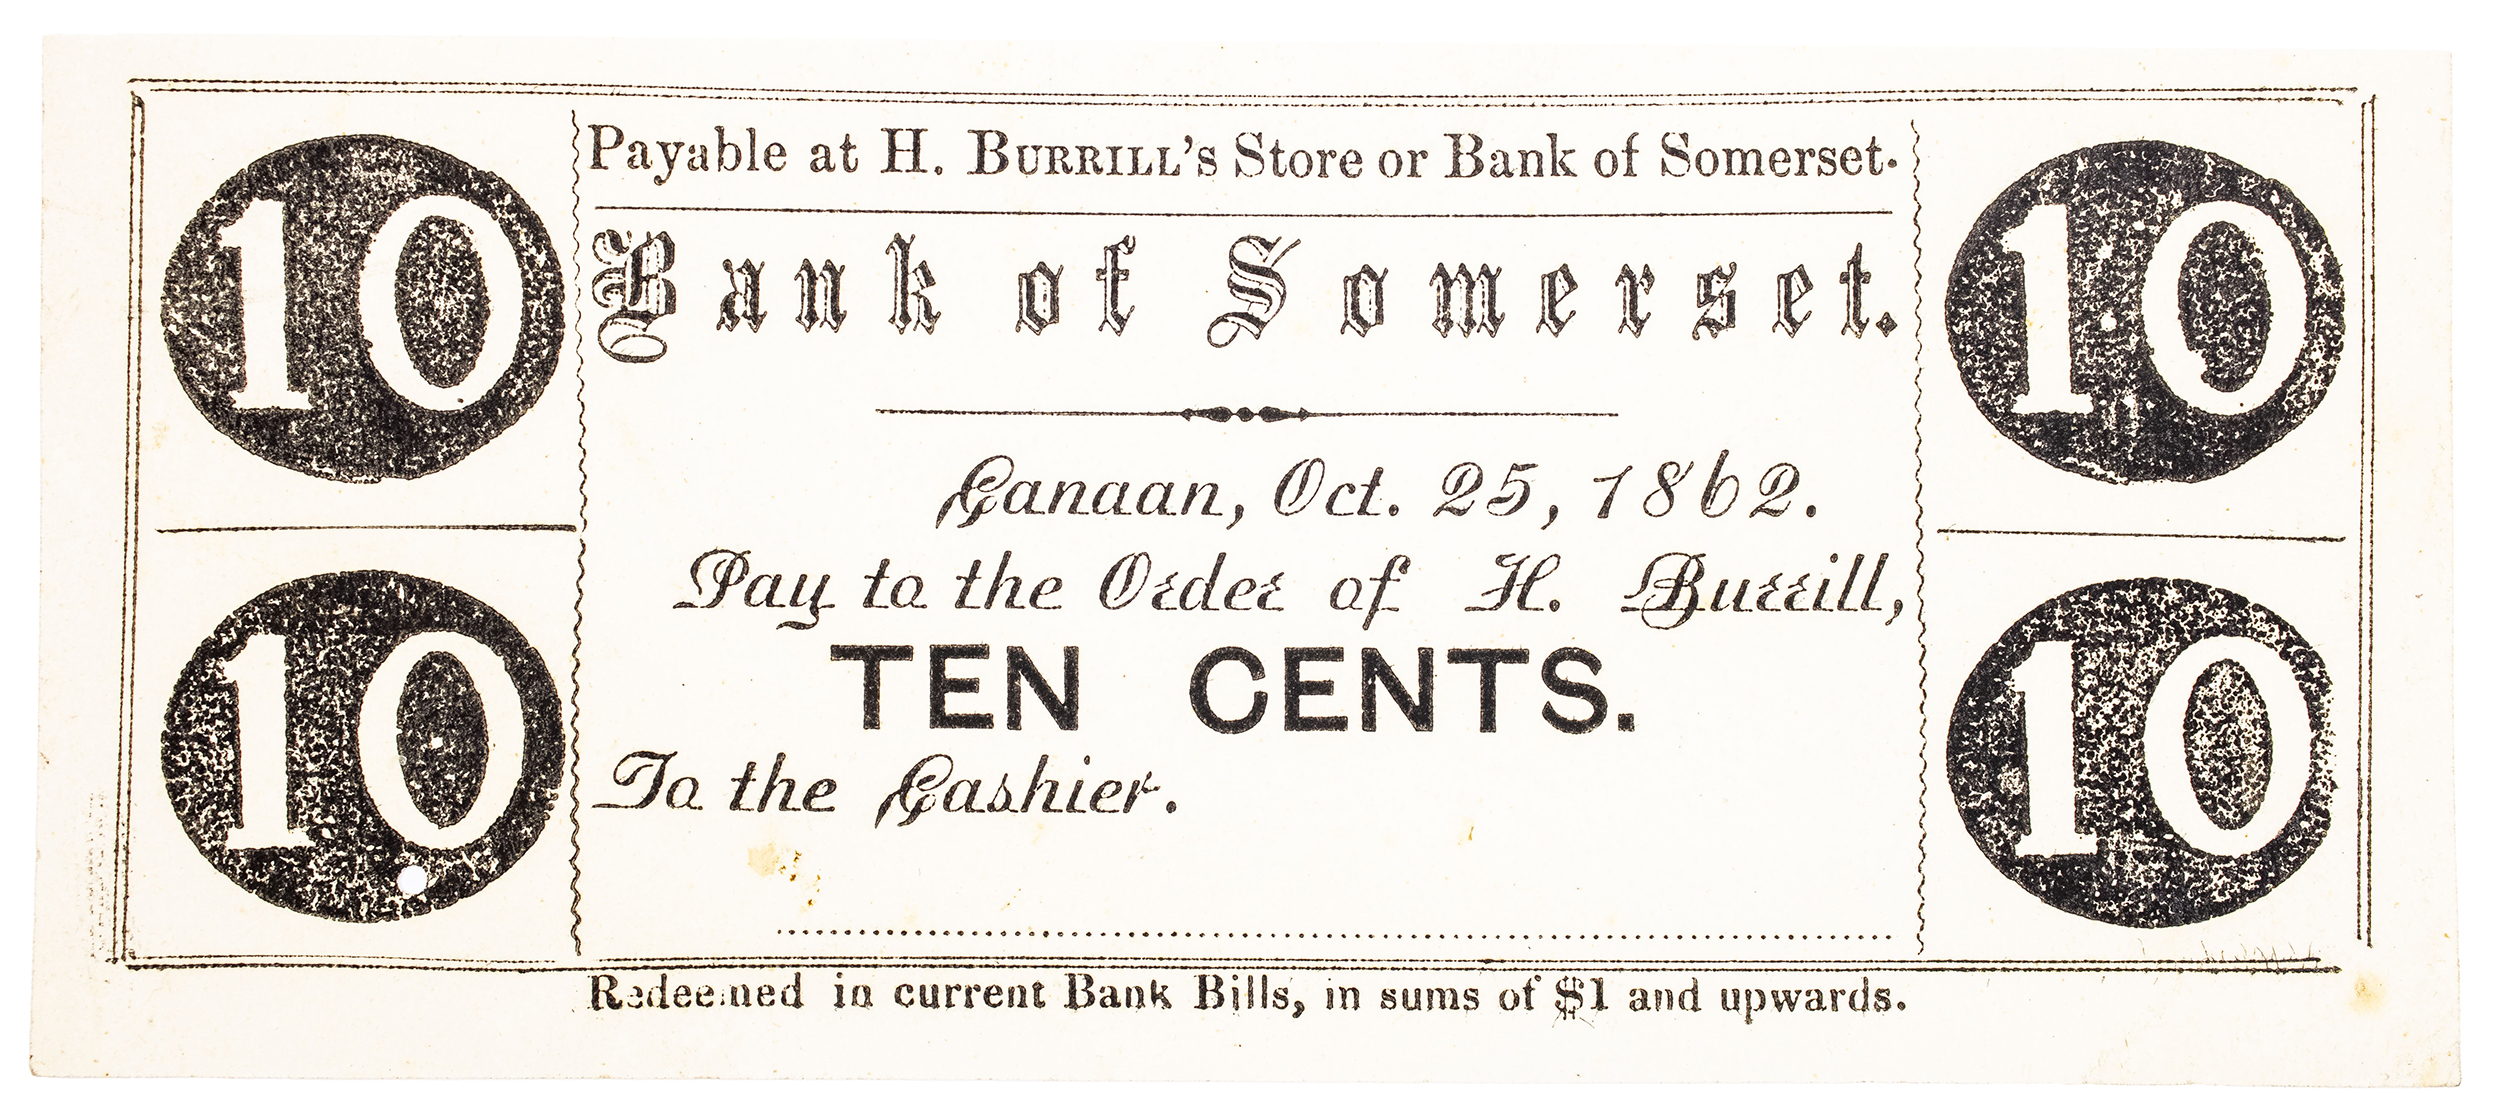 10
10
Payable at H. BURRILL's Store or Bank of Somerset.
Bank of Somerset.
Canaan, Oct. 25, 1862.
Pay to the Order of H. Burrill,
TEN CENTS.
To the Cashier.
Redeemed in current Bank Bills, in sums of $1 and upwards.
10
10